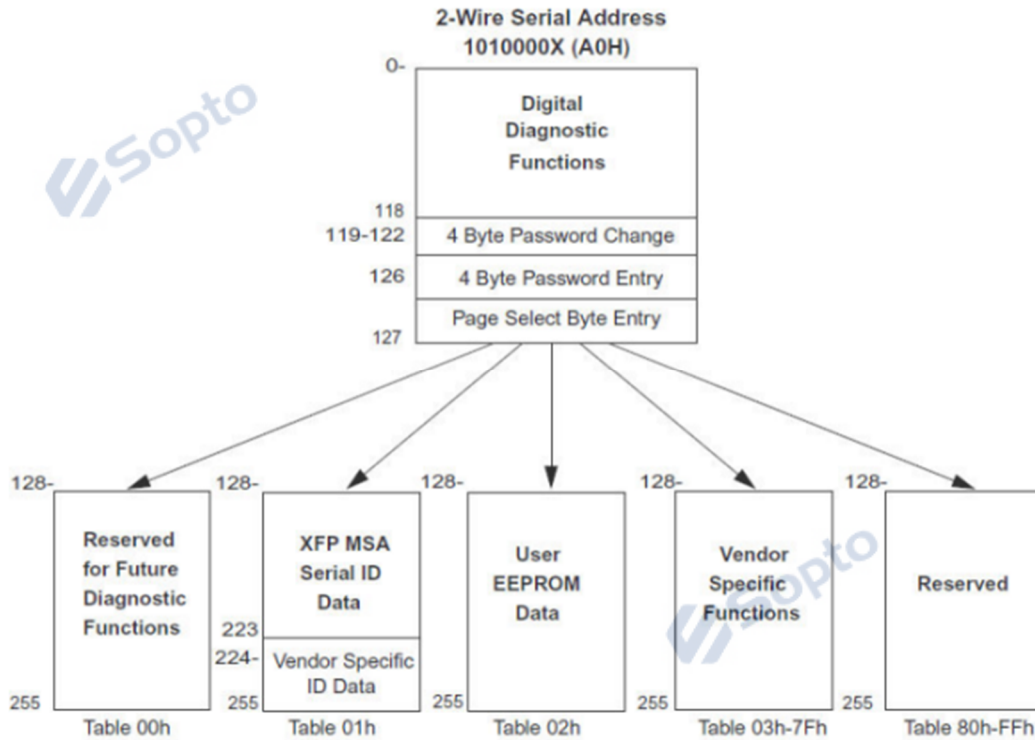 2-Wire Serial Address
1010000X (A0H)
0-
Sopto
Digital
Diagnostic
Functions
118
119-122
4 Byte Password Change
126
4 Byte Password Entry
Page Select Byte Entry
127
128-
128-
128-
128-
128-
Reserved
for Future
Diagnostic
Functions
XFP MSA
Serial ID
Data
223
224-
Vendor Specific
ID Data
User
EEPROM
Data
Vendor
Specific
Functions
Sopto
Reserved
255
255
255
255
255
Table 00h
Table 01h
Table 02h
Table 03h-7Fh
Table 80h-FFh